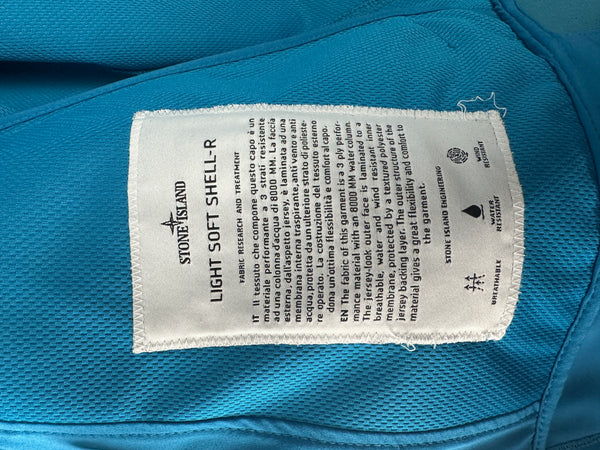 STONE ISLAND
LIGHT SOFT SHELL-R
FABRIC RESEARCH AND TREATMENT
IT Il tessuto che compone questo capo è un
materiale performante a 3 strati resistente
ad una colonna d'acqua di 8000 MM. La faccia
esterna, dall'aspetto jersey, è laminata ad una
membrana interna traspirante, anti vento e anti
acqua, protetta da un ulteriore strato di polieste-
re operato. La costruzione del tessuto esterno
dona un'ottima flessibilità e comfort al capo.
EN The fabric of this garment is a 3 ply perfor-
mance material with an 8000 MM water column.
The jersey-look outer face is laminated to a
breathable, water and wind resistant inner
membrane, protected by a textured polyester
jersey backing layer. The outer structure of the
material gives a great flexibility and comfort to
the garment.
STONE ISLAND ENGINEERING
BREATHABLE
WATER
RESISTANT
WIND
RESISTANT